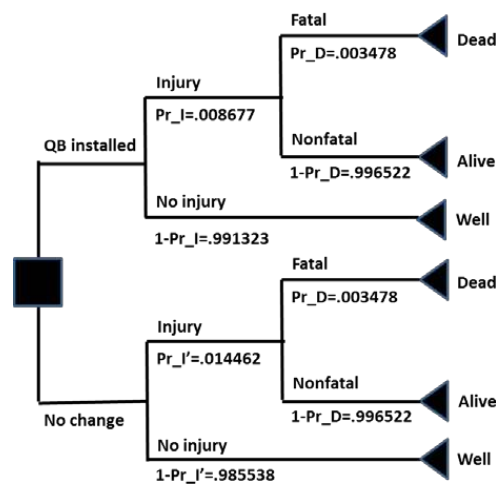 Fatal
Pr_D=.003478
Dead
Injury
Pr_I=.008677
QB installed
Nonfatal
1-Pr_D=.996522
Alive
No injury
1-Pr_I=.991323
Well
Fatal
Pr_D=.003478
Dead
Injury
Pr_I’=.014462
Nonfatal
1-Pr_D=.996522
Alive
No change
No injury
1-Pr_I’=.985538
Well